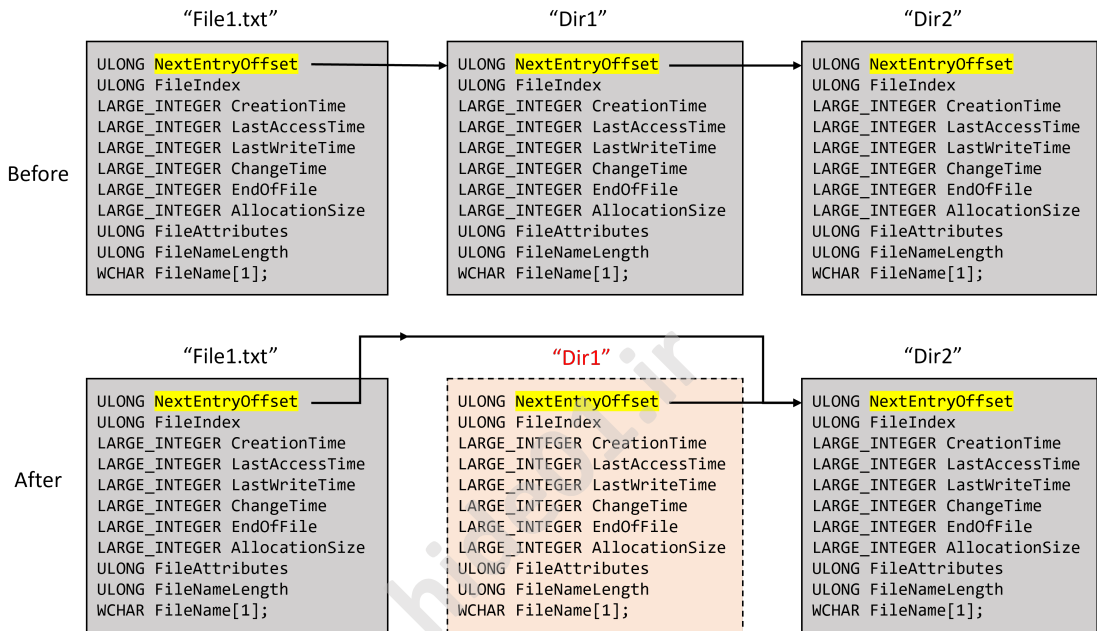 “File1.txt”
“Dir1”
“Dir2”
Before
ULONG NextEntryOffset
ULONG FileIndex
LARGE_INTEGER CreationTime
LARGE_INTEGER LastAccessTime
LARGE_INTEGER LastWriteTime
LARGE_INTEGER ChangeTime
LARGE_INTEGER EndOfFile
LARGE_INTEGER AllocationSize
ULONG FileAttributes
ULONG FileNameLength
WCHAR FileName[1];
ULONG NextEntryOffset
ULONG FileIndex
LARGE_INTEGER CreationTime
LARGE_INTEGER LastAccessTime
LARGE_INTEGER LastWriteTime
LARGE_INTEGER ChangeTime
LARGE_INTEGER EndOfFile
LARGE_INTEGER AllocationSize
ULONG FileAttributes
ULONG FileNameLength
WCHAR FileName[1];
ULONG NextEntryOffset
ULONG FileIndex
LARGE_INTEGER CreationTime
LARGE_INTEGER LastAccessTime
LARGE_INTEGER LastWriteTime
LARGE_INTEGER ChangeTime
LARGE_INTEGER EndOfFile
LARGE_INTEGER AllocationSize
ULONG FileAttributes
ULONG FileNameLength
WCHAR FileName[1];
“File1.txt”
“Dir1”
“Dir2”
After
ULONG NextEntryOffset
ULONG FileIndex
LARGE_INTEGER CreationTime
LARGE_INTEGER LastAccessTime
LARGE_INTEGER LastWriteTime
LARGE_INTEGER ChangeTime
LARGE_INTEGER EndOfFile
LARGE_INTEGER AllocationSize
ULONG FileAttributes
ULONG FileNameLength
WCHAR FileName[1];
ULONG NextEntryOffset
ULONG FileIndex
LARGE_INTEGER CreationTime
LARGE_INTEGER LastAccessTime
LARGE_INTEGER LastWriteTime
LARGE_INTEGER ChangeTime
LARGE_INTEGER EndOfFile
LARGE_INTEGER AllocationSize
ULONG FileAttributes
ULONG FileNameLength
WCHAR FileName[1];
ULONG NextEntryOffset
ULONG FileIndex
LARGE_INTEGER CreationTime
LARGE_INTEGER LastAccessTime
LARGE_INTEGER LastWriteTime
LARGE_INTEGER ChangeTime
LARGE_INTEGER EndOfFile
LARGE_INTEGER AllocationSize
ULONG FileAttributes
ULONG FileNameLength
WCHAR FileName[1];
hide01.ir